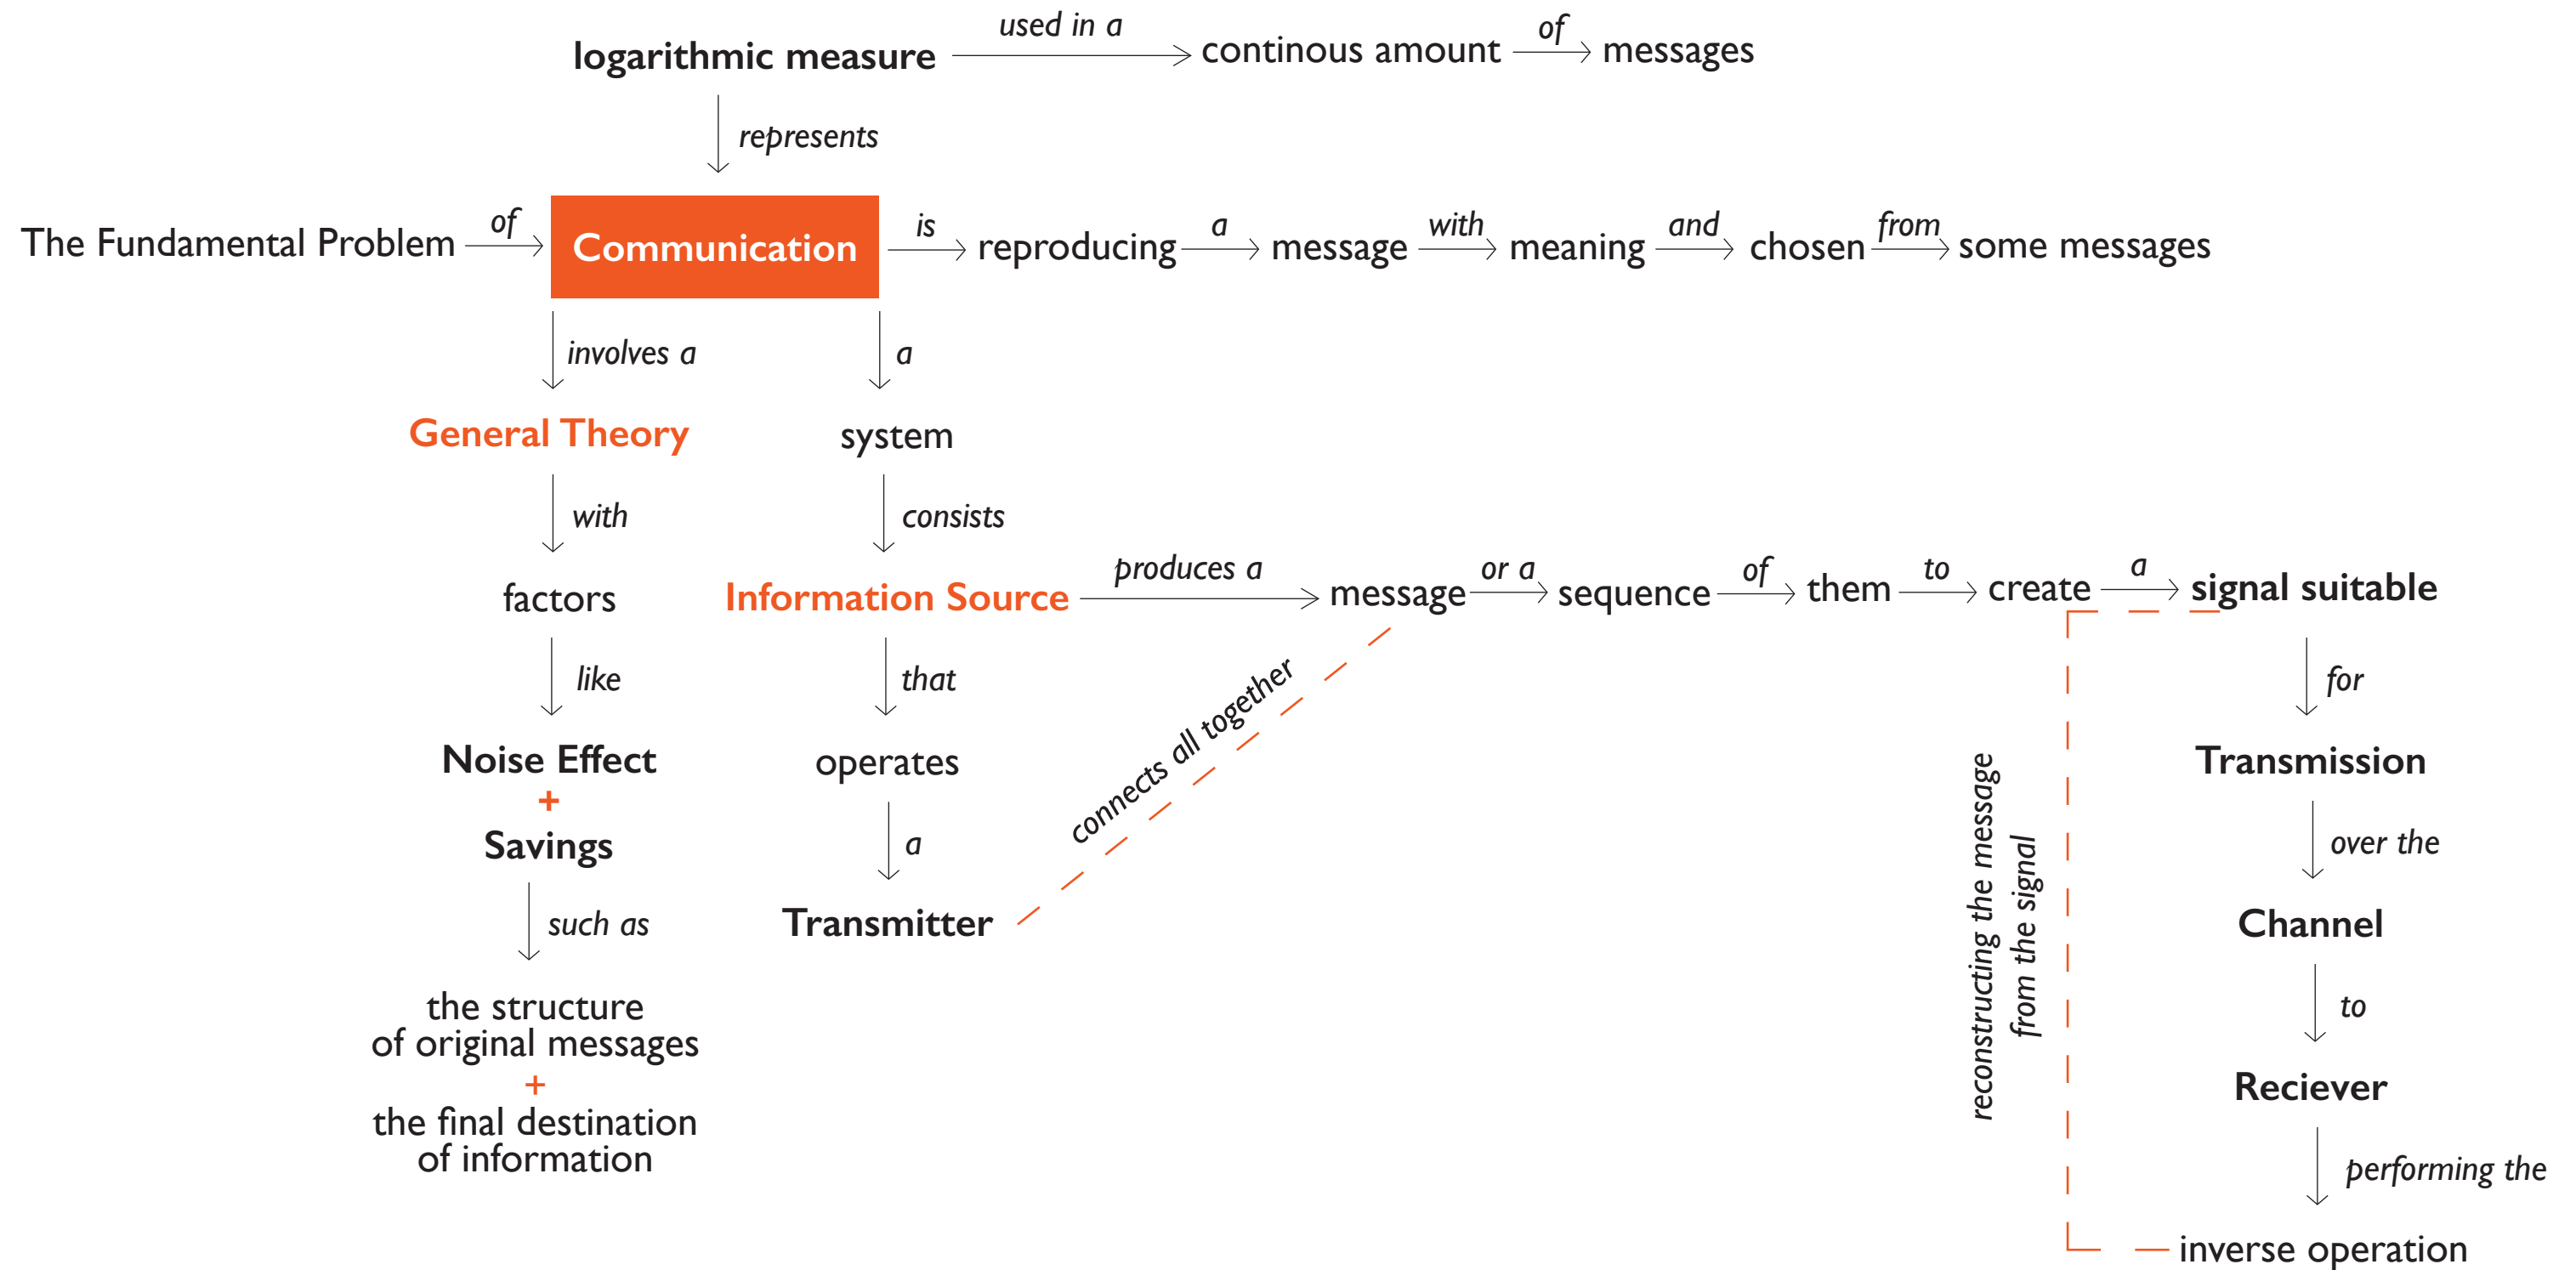 used in a
of
logarithmic measure continous amount messages
represents
of is a with and from
The Fundamental Problem Communication reproducing message meaning chosen some messages
involves a a
General Theory system
with consists
produces a or a of to a
factors Information Source message sequence them create signal suitable
like that for
connects all together
Noise Effect operates Transmission
+
Savings a over the
reconstructing the message
from the signal
such as Transmitter Channel
the structure to
of original messages
+ Reciever
the final destination
of information performing the
inverse operation